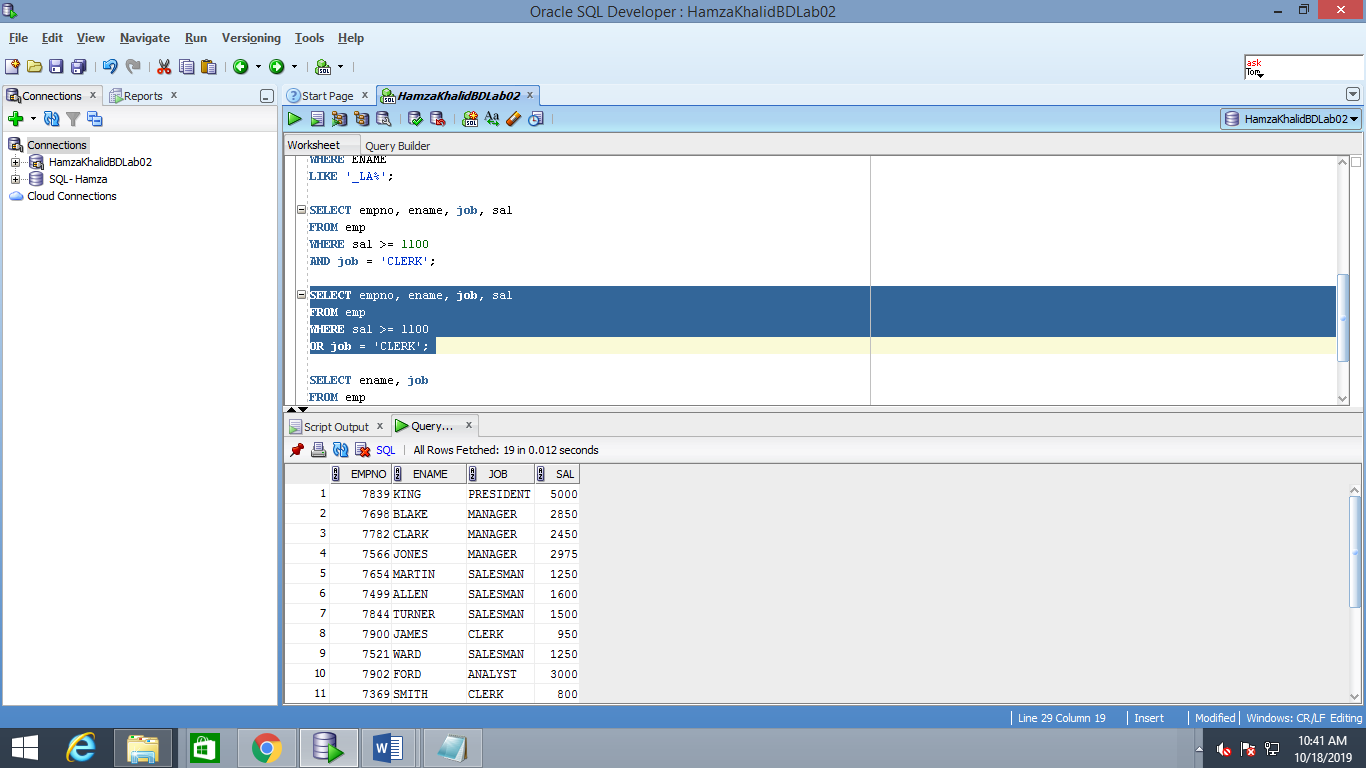 Oracle SQL Developer : HamzaKhalidBDLab02
File Edit View Navigate Run Versioning Tools Help
SQL
ask
Tom
Connections x Reports x
Start Page x HamzaKhalidBDLab02 x
HamzaKhalidBDLab02
Connections
HamzaKhalidBDLab02
SQL- Hamza
Cloud Connections
Worksheet Query Builder
WHERE ENAME
LIKE '_LA%';
SELECT empno, ename, job, sal
FROM emp
WHERE sal >= 1100
AND job = 'CLERK';
SELECT empno, ename, job, sal
FROM emp
WHERE sal >= 1100
OR job = 'CLERK';
SELECT ename, job
FROM emp
Script Output x Query... x
SQL | All Rows Fetched: 19 in 0.012 seconds
EMPNO ENAME JOB SAL
1 7839 KING PRESIDENT 5000
2 7698 BLAKE MANAGER 2850
3 7782 CLARK MANAGER 2450
4 7566 JONES MANAGER 2975
5 7654 MARTIN SALESMAN 1250
6 7499 ALLEN SALESMAN 1600
7 7844 TURNER SALESMAN 1500
8 7900 JAMES CLERK 950
9 7521 WARD SALESMAN 1250
10 7902 FORD ANALYST 3000
11 7369 SMITH CLERK 800
Line 29 Column 19 Insert Modified Windows: CR/LF Editing
10:41 AM
10/18/2019